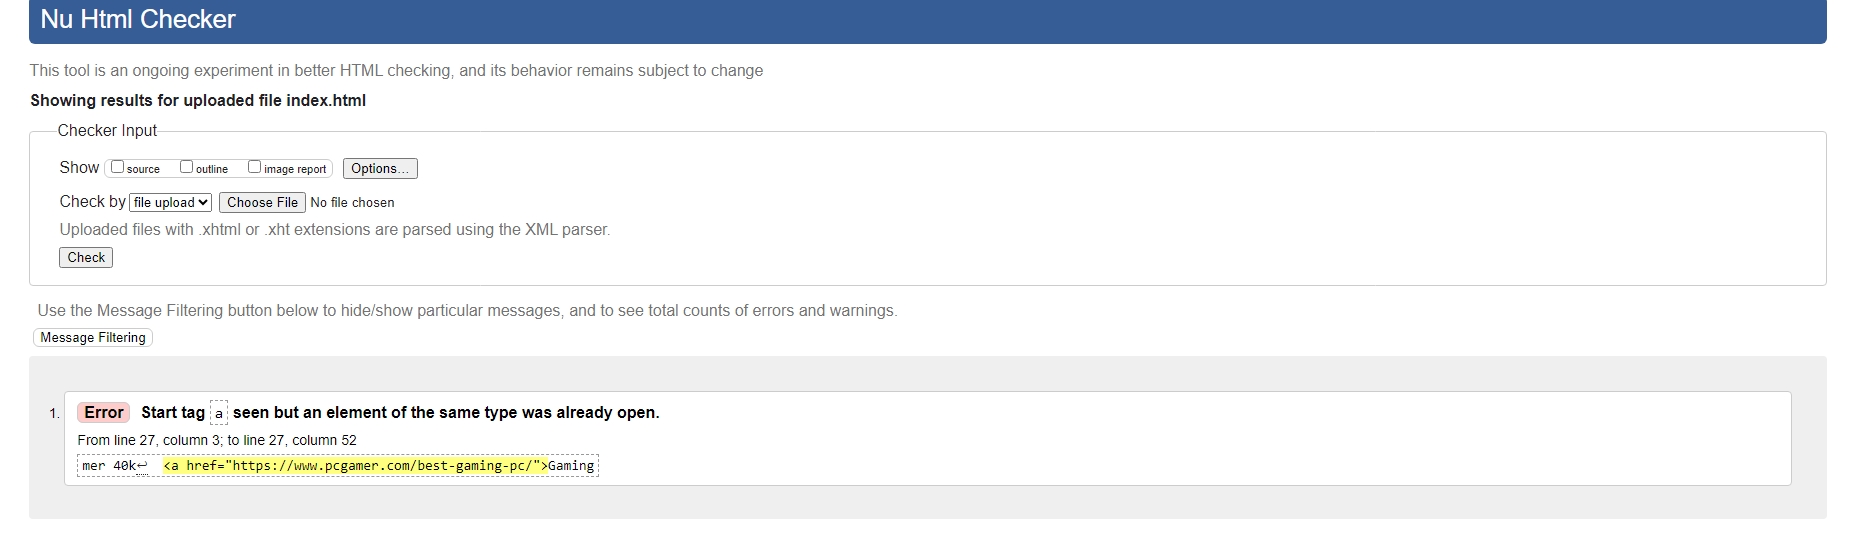 Nu Html Checker
This tool is an ongoing experiment in better HTML checking, and its behavior remains subject to change
Showing results for uploaded file index.html
Checker Input
Show source outline image report Options...
Check by file upload Choose File No file chosen
Uploaded files with .xhtml or .xht extensions are parsed using the XML parser.
Check
Use the Message Filtering button below to hide/show particular messages, and to see total counts of errors and warnings.
Message Filtering
1. Error Start tag a seen but an element of the same type was already open.
From line 27, column 3; to line 27, column 52
mer 40k↩ <a href="https://www.pcgamer.com/best-gaming-pc/">Gaming